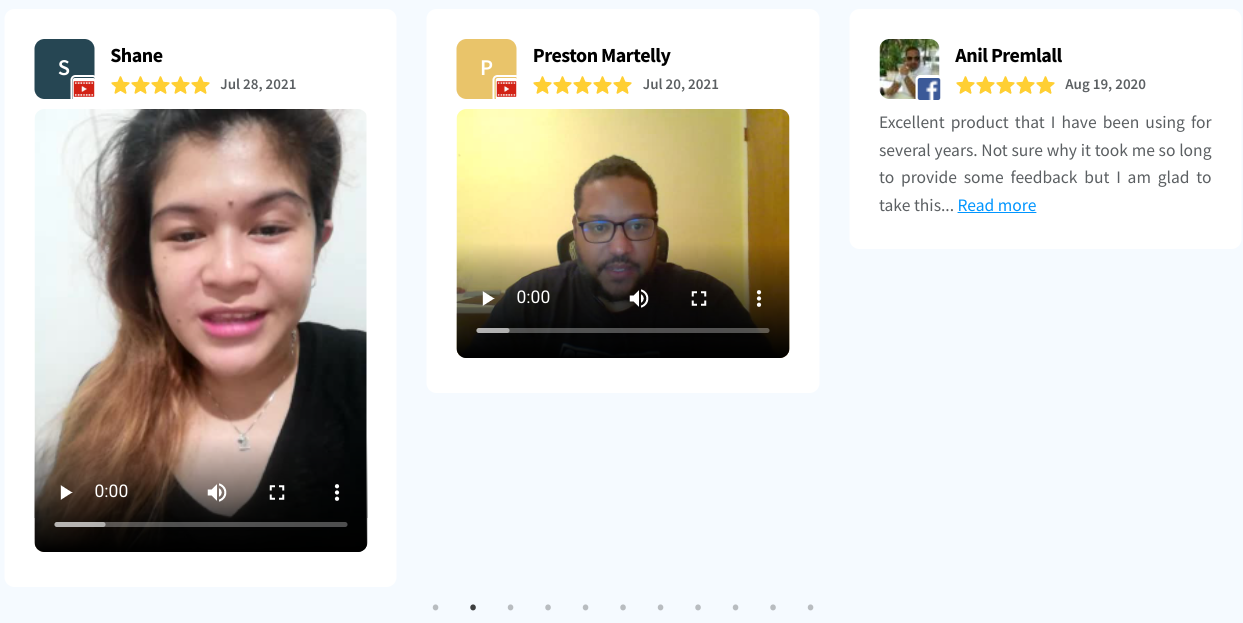 S
Shane
Jul 28, 2021
0:00
P
Preston Martelly
Jul 20, 2021
0:00
Anil Premlall
Aug 19, 2020
Excellent product that I have been using for
several years. Not sure why it took me so long
to provide some feedback but I am glad to
take this... Read more